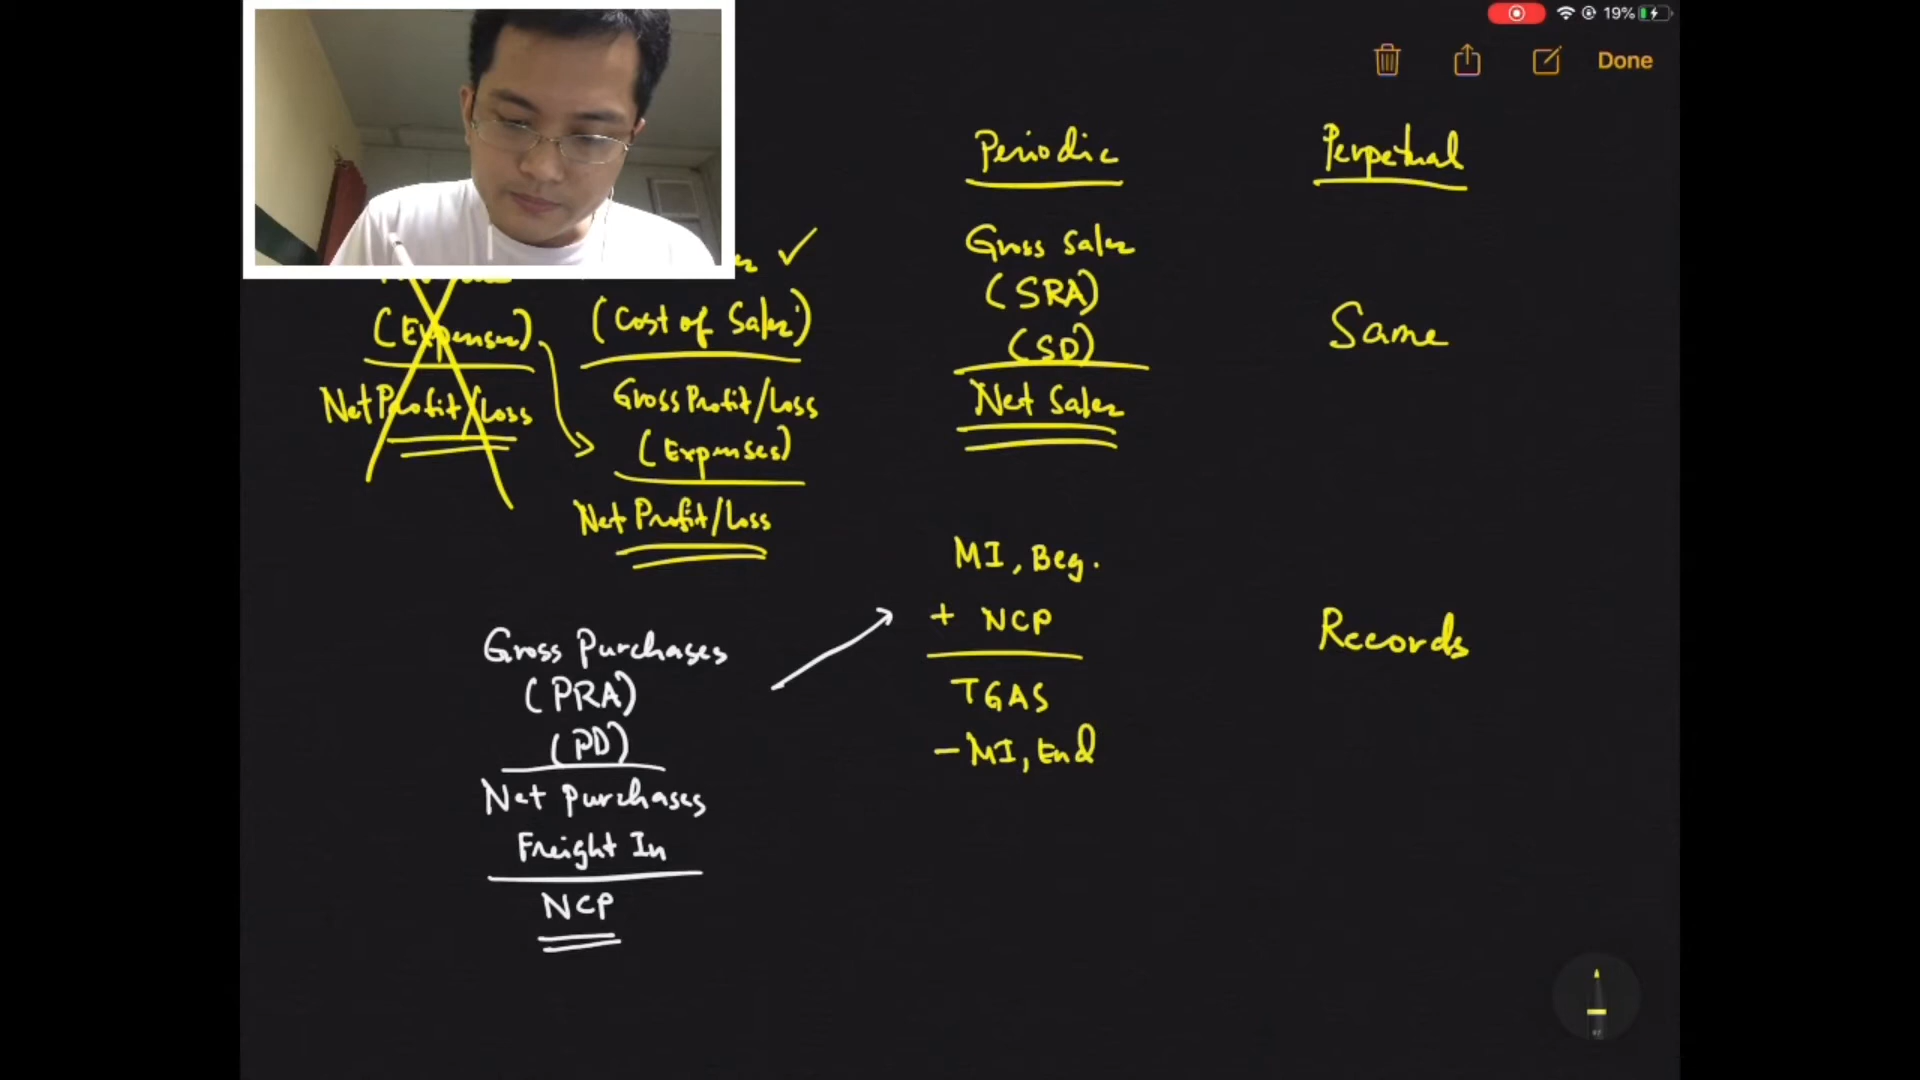 19%
Done
Periodic
Perpetual
Gross Sales
(SRA)
(SD)
Net Sales
Same
(Expenses)
Net Profit/Loss
(Cost of Sales)
Gross Profit/Loss
(Expenses)
Net Profit/Loss
MI, Beg.
+ NCP
TGAS
- MI, End
Records
Gross Purchases
(PRA)
(PD)
Net Purchases
Freight In
NCP